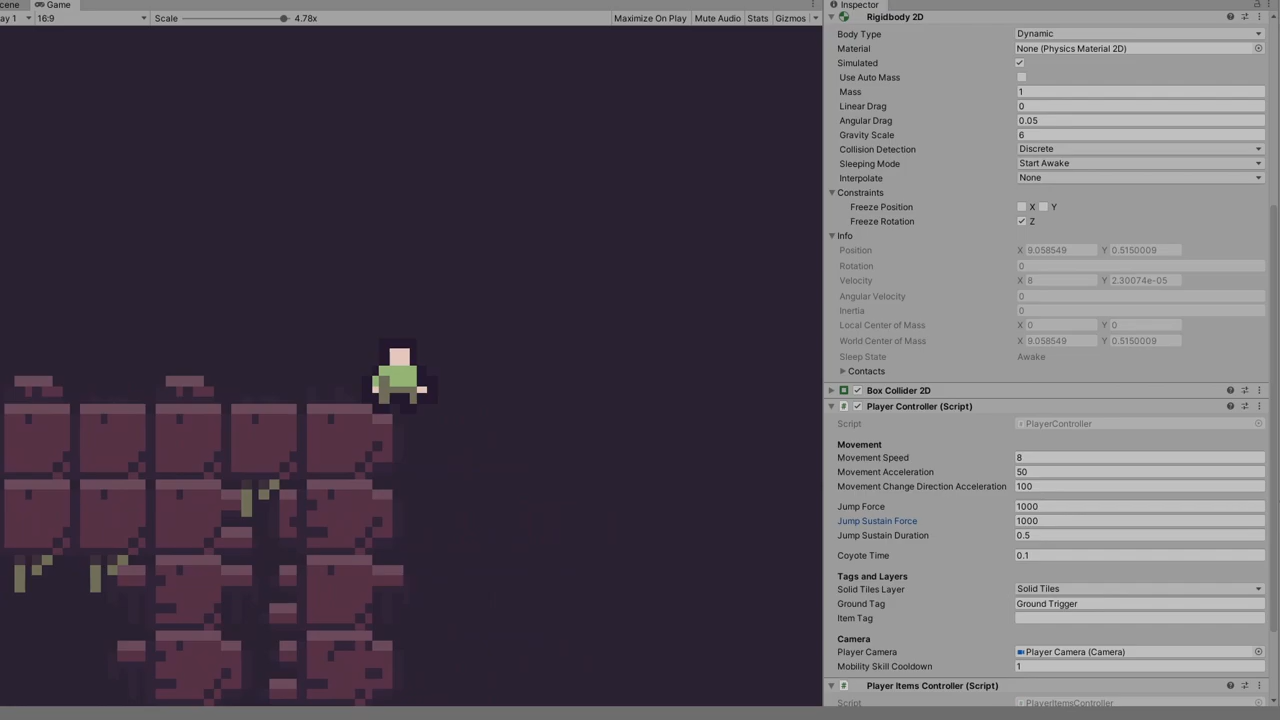 cene Game
ay 1 16:9 Scale 4.78x Maximize On Play Mute Audio Stats Gizmos
Inspector
Rigidbody 2D
Body Type Dynamic
Material None (Physics Material 2D)
Simulated
Use Auto Mass
Mass 1
Linear Drag 0
Angular Drag 0.05
Gravity Scale 6
Collision Detection Discrete
Sleeping Mode Start Awake
Interpolate None
Constraints
Freeze Position X Y
Freeze Rotation Z
Info
Position X 9.058549 Y 0.5150009
Rotation 0
Velocity X 8 Y 2.30074e-05
Angular Velocity 0
Inertia 0
Local Center of Mass X 0 Y 0
World Center of Mass X 9.058549 Y 0.5150009
Sleep State Awake
Contacts
Box Collider 2D
# Player Controller (Script)
Script PlayerController
Movement
Movement Speed 8
Movement Acceleration 50
Movement Change Direction Acceleration 100
Jump Force 1000
Jump Sustain Force 1000
Jump Sustain Duration 0.5
Coyote Time 0.1
Tags and Layers
Solid Tiles Layer Solid Tiles
Ground Tag Ground Trigger
Item Tag
Camera
Player Camera Player Camera (Camera)
Mobility Skill Cooldown 1
# Player Items Controller (Script)
Script PlayerItemsController